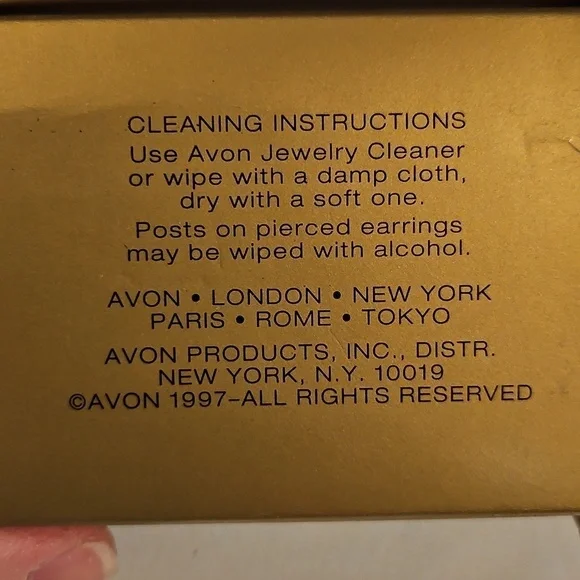 CLEANING INSTRUCTIONS
Use Avon Jewelry Cleaner
or wipe with a damp cloth,
dry with a soft one.
Posts on pierced earrings
may be wiped with alcohol.
AVON • LONDON • NEW YORK
PARIS • ROME • TOKYO
AVON PRODUCTS, INC., DISTR.
NEW YORK, N.Y. 10019
©AVON 1997–ALL RIGHTS RESERVED